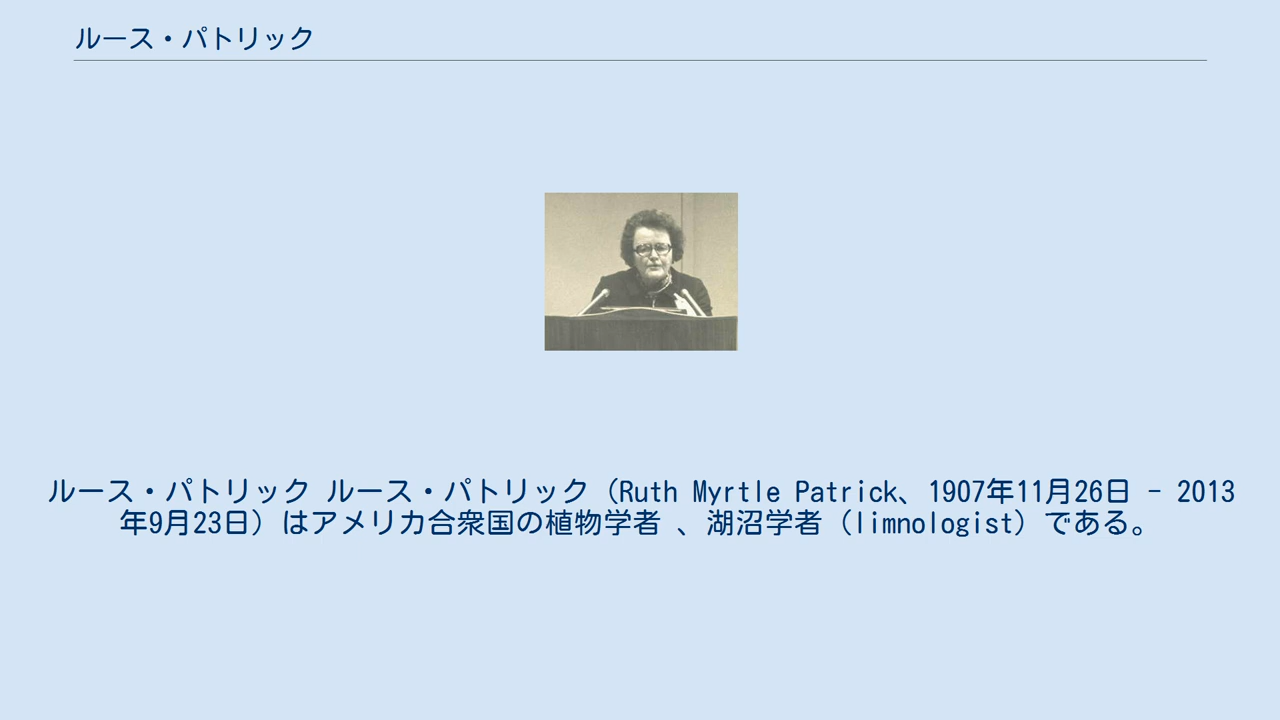 ルース・パトリック
ルース・パトリック ルース・パトリック（Ruth Myrtle Patrick、1907年11月26日 - 2013
年9月23日）はアメリカ合衆国の植物学者 、湖沼学者（limnologist）である。